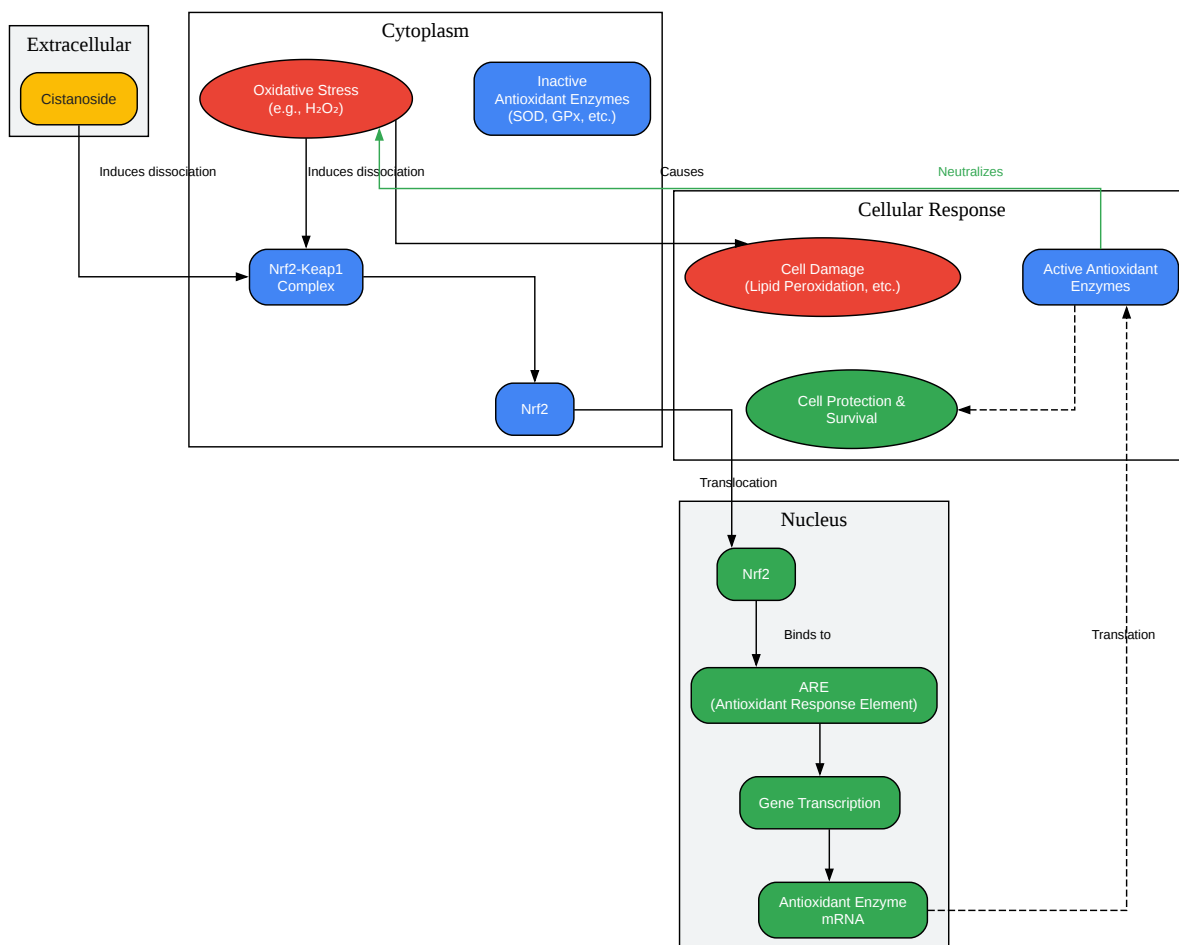 Extracellular
Cistanoside
Cytoplasm
Oxidative Stress
(e.g., H₂O₂)
Inactive
Antioxidant Enzymes
(SOD, GPx, etc.)
Induces dissociation
Induces dissociation
Causes
Neutralizes
Nrf2-Keap1
Complex
Nrf2
Cellular Response
Cell Damage
(Lipid Peroxidation, etc.)
Active Antioxidant
Enzymes
Cell Protection &
Survival
Translocation
Nucleus
Nrf2
Binds to
Translation
ARE
(Antioxidant Response Element)
Gene Transcription
Antioxidant Enzyme
mRNA